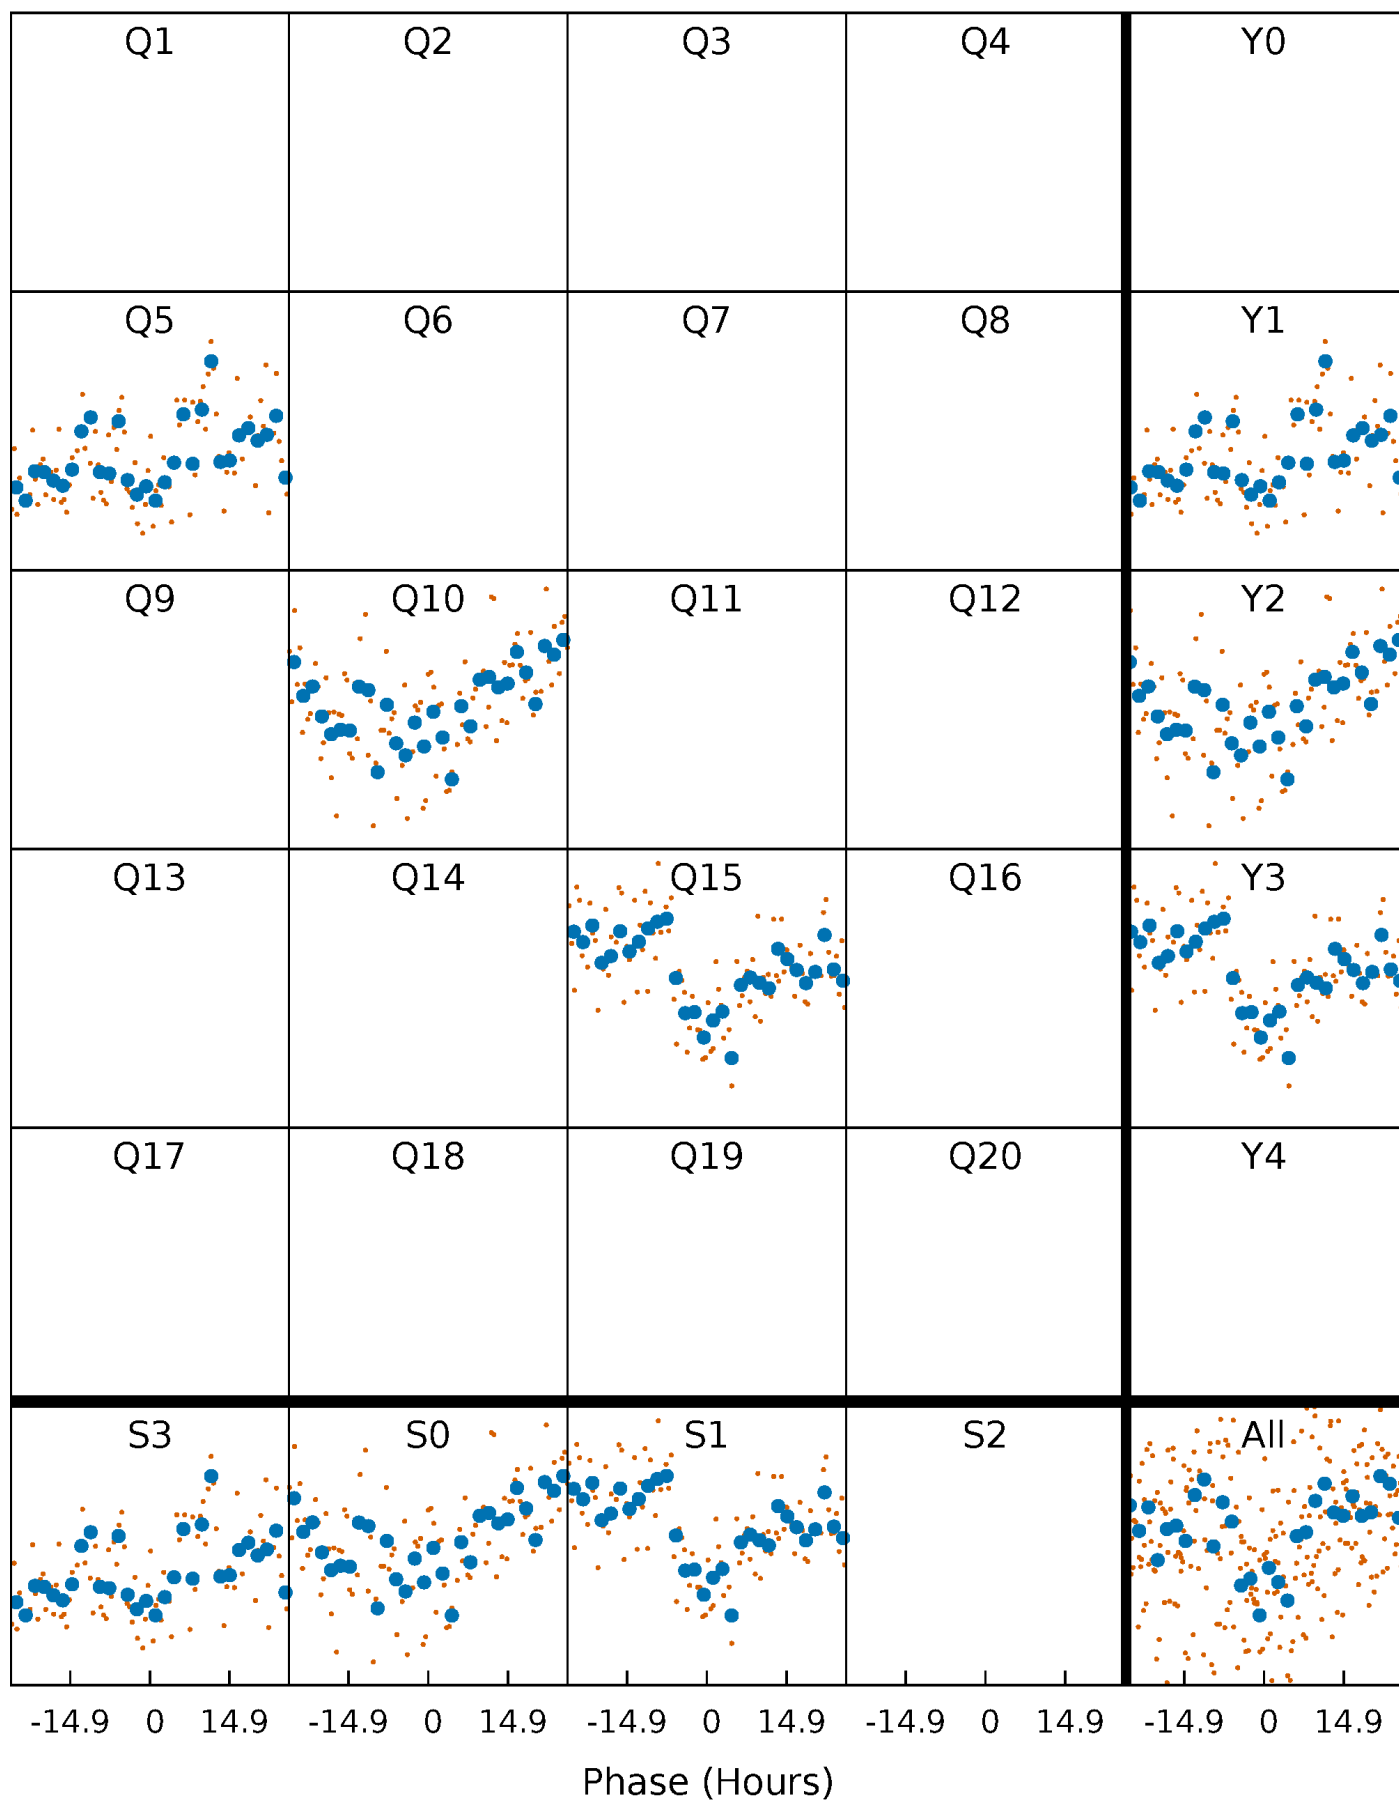 Q1 Q2 Q3 Q4 Y0
Q5 Q6 Q7 Q8 Y1
Q9 Q10 Q11 Q12 Y2
Q13 Q14 Q15 Q16 Y3
Q17 Q18 Q19 Q20 Y4
S3 S0 S1 S2 All
-14.9 0 14.9 -14.9 0 14.9 -14.9 0 14.9 -14.9 0 14.9 -14.9 0 14.9
Phase (Hours)